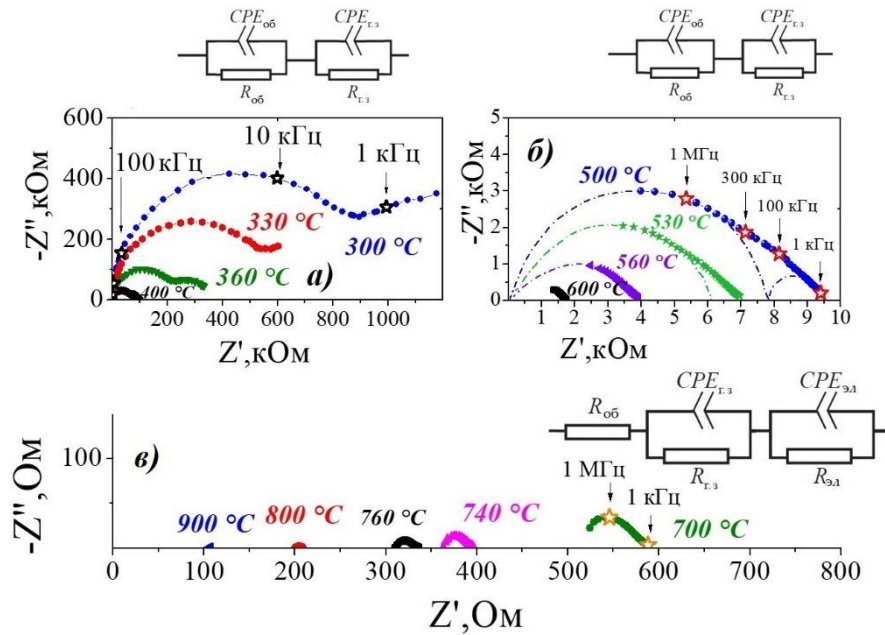 CPEоб CPEг.з
Rоб Rг.з
CPEоб CPEг.з
Rоб Rг.з
600
400
200
0
-Z",кОм
100 кГц
10 кГц
1 кГц
330 °C
300 °C
360 °C
400 °C
а)
200 400 600 800 1000
Z',кОм
5
4
3
2
1
0
-Z",кОм
500 °C
б)
1 МГц
300 кГц
100 кГц
1 кГц
530 °C
560 °C
600 °C
1 2 3 4 5 6 7 8 9 10
Z',кОм
CPEг.з CPEэл
Rоб
Rг.з Rэл
100
-Z",Ом
в)
1 МГц
1 кГц
900 °C
800 °C
760 °C
740 °C
700 °C
0 100 200 300 400 500 600 700 800
Z',Ом